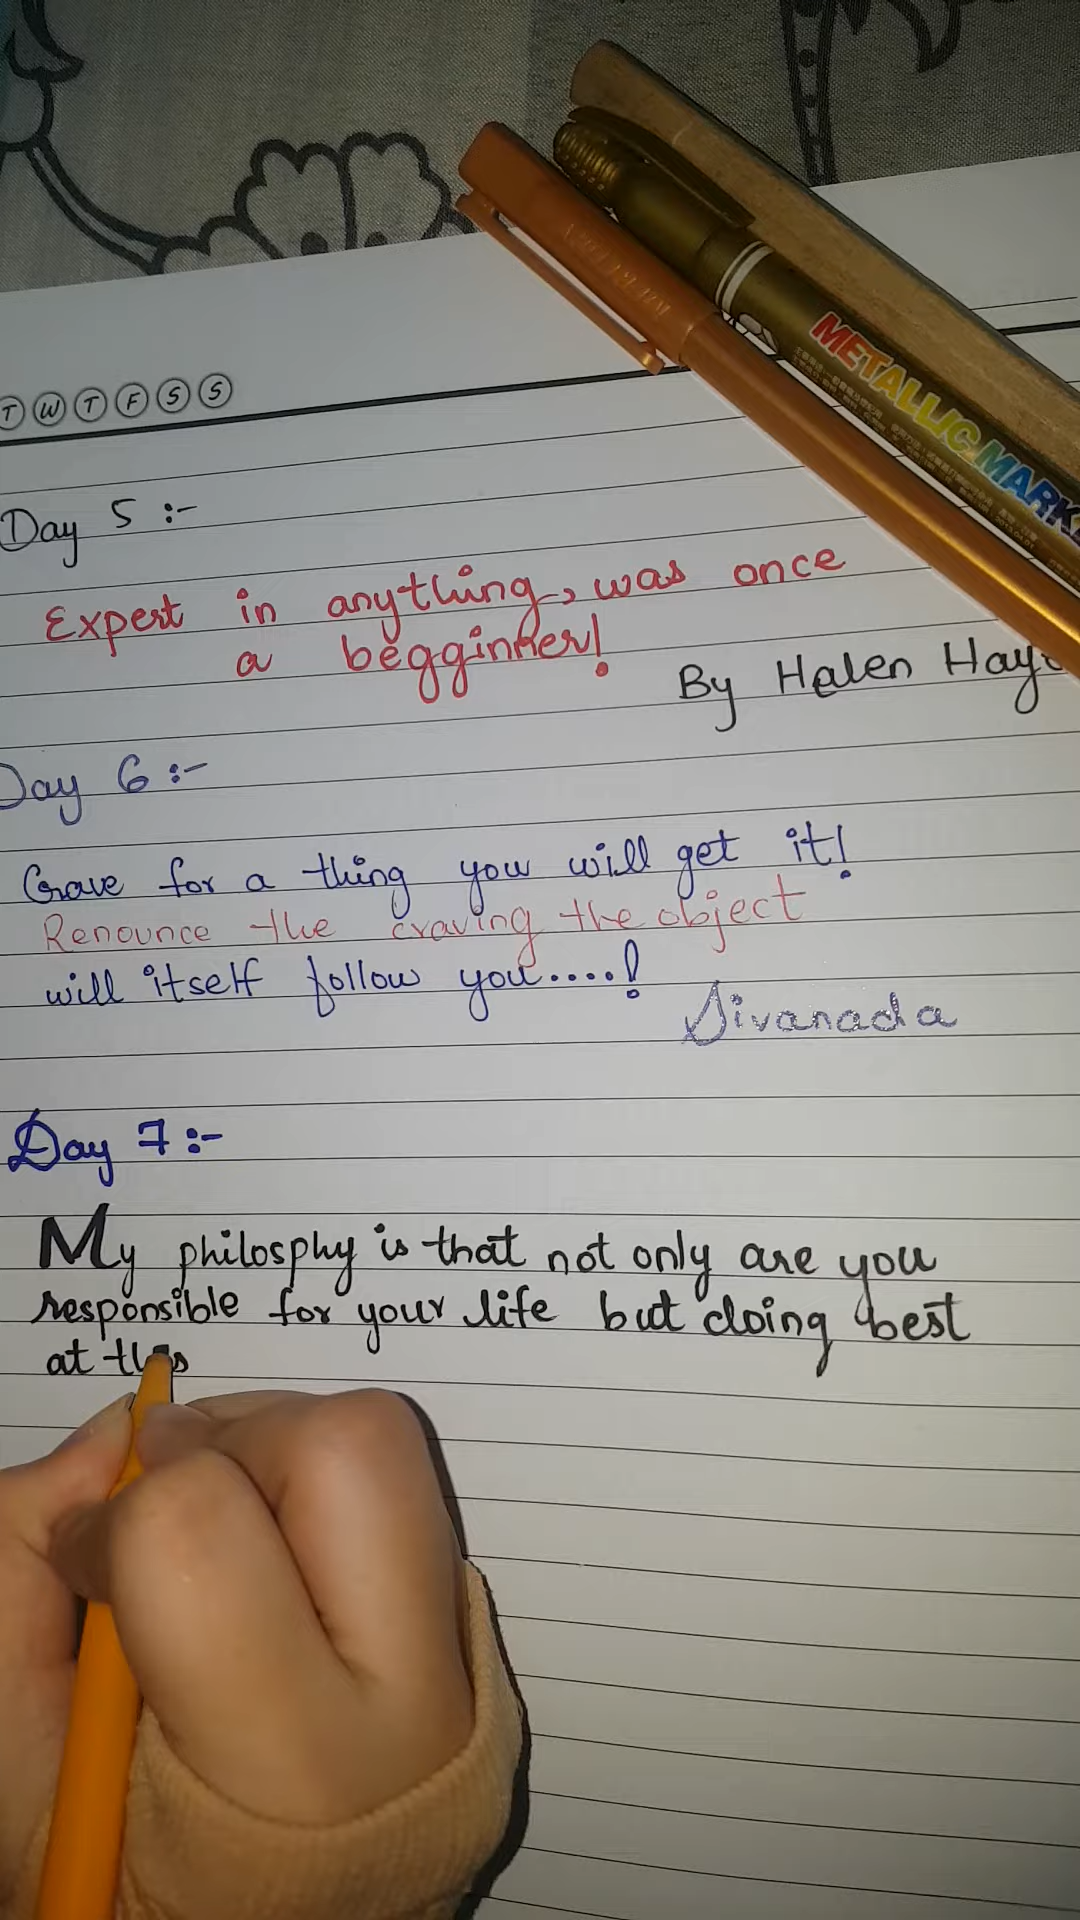 T W T F S S
METALLIC MARK
Day 5 :-
Expert in anything, was once
a begginner!
By Helen Hay
Day 6 :-
Crave for a thing you will get it!
Renounce the craving the object
will itself follow you....!
Sivanada
Day 7 :-
My philosphy is that not only are you
responsible for your life but doing best
at this